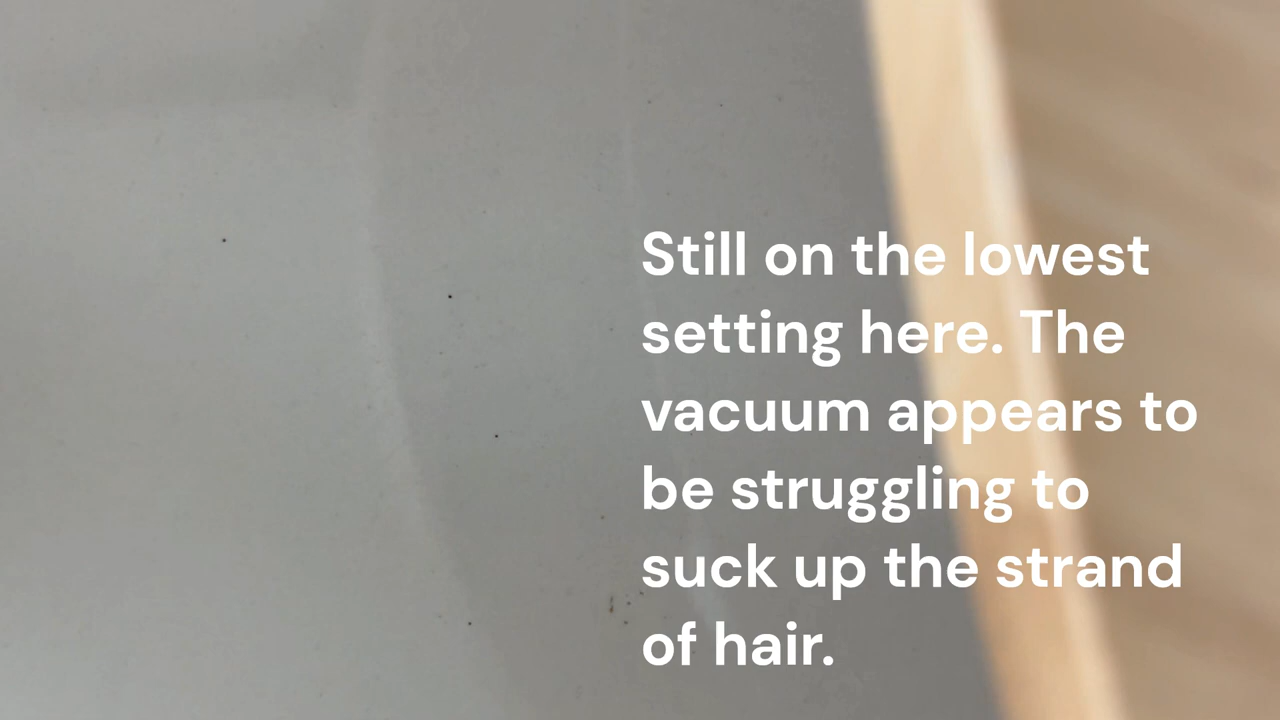 Still on the lowest
setting here. The
vacuum appears to
be struggling to
suck up the strand
of hair.